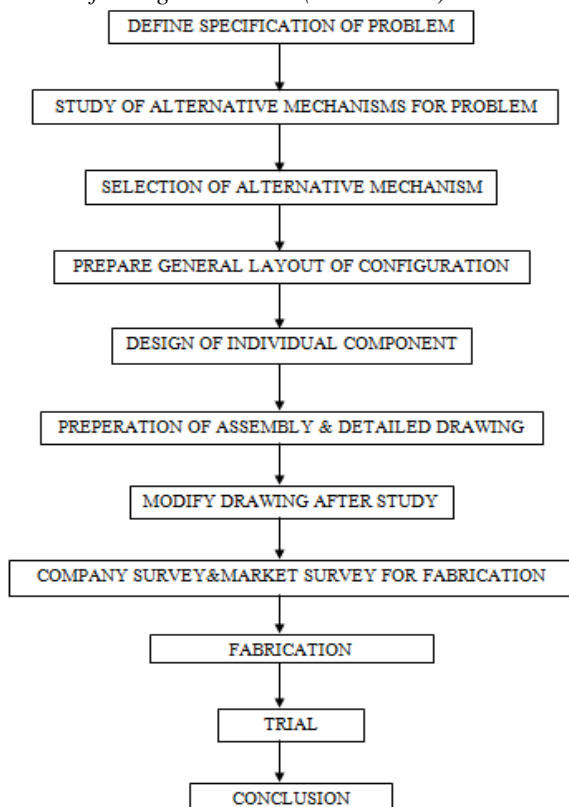 DEFINE SPECIFICATION OF PROBLEM
STUDY OF ALTERNATIVE MECHANISMS FOR PROBLEM
SELECTION OF ALTERNATIVE MECHANISM
PREPARE GENERAL LAYOUT OF CONFIGURATION
DESIGN OF INDIVIDUAL COMPONENT
PREPERATION OF ASSEMBLY & DETAILED DRAWING
MODIFY DRAWING AFTER STUDY
COMPANY SURVEY&MARKET SURVEY FOR FABRICATION
FABRICATION
TRIAL
CONCLUSION